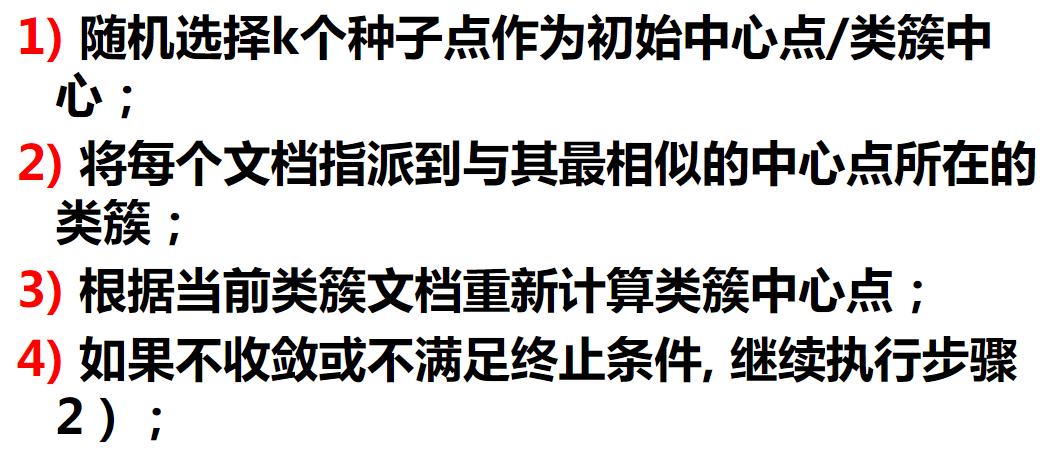 1) 随机选择k个种子点作为初始中心点/类簇中
心；
2) 将每个文档指派到与其最相似的中心点所在的
类簇；
3) 根据当前类簇文档重新计算类簇中心点；
4) 如果不收敛或不满足终止条件, 继续执行步骤
2）；